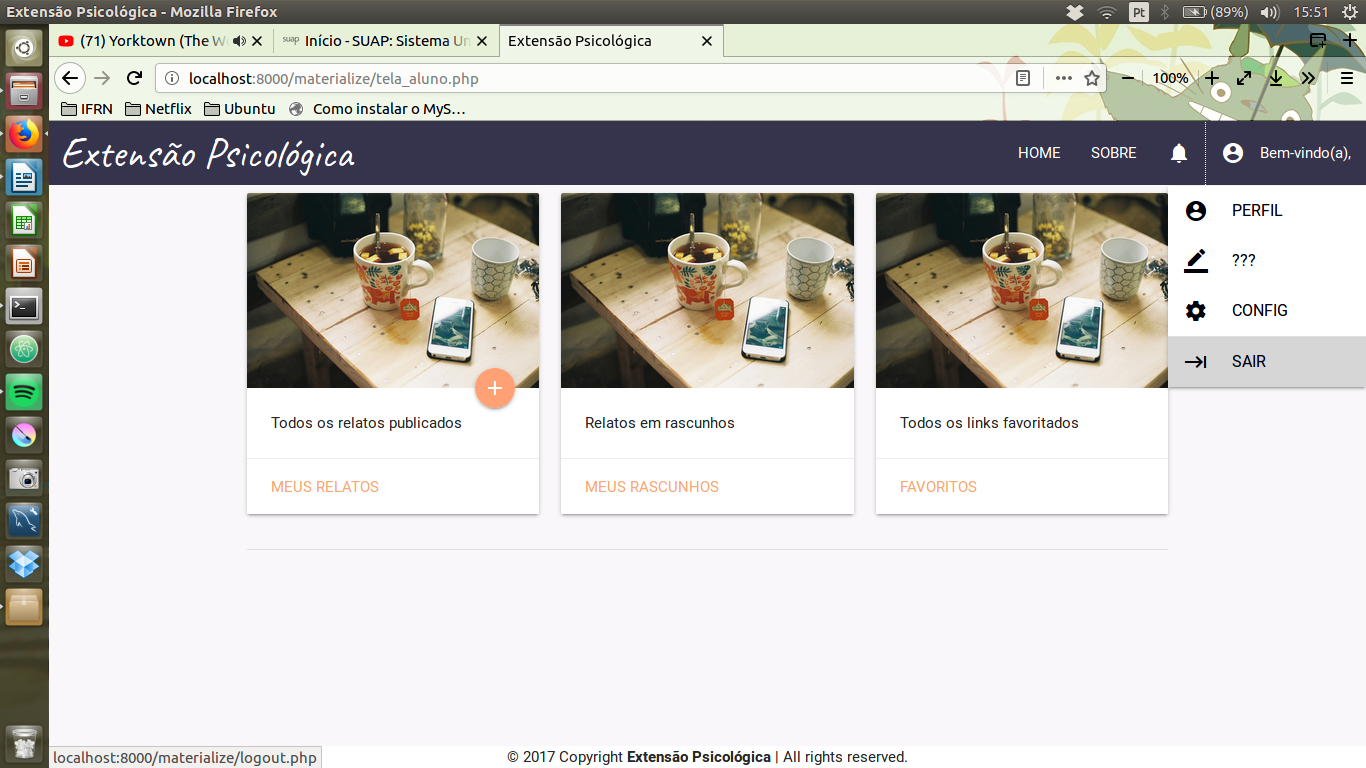 Extensão Psicológica - Mozilla Firefox
Pt (89%) 15:51
(71) Yorktown (The W
suap Início - SUAP: Sistema Un
Extensão Psicológica
localhost:8000/materialize/tela_aluno.php
100%
IFRN Netflix Ubuntu Como instalar o MyS...
Extensão Psicológica HOME SOBRE Bem-vindo(a),
PERFIL
???
CONFIG
SAIR
Todos os relatos publicados
MEUS RELATOS
Relatos em rascunhos
MEUS RASCUNHOS
Todos os links favoritados
FAVORITOS
localhost:8000/materialize/logout.php
© 2017 Copyright Extensão Psicológica | All rights reserved.